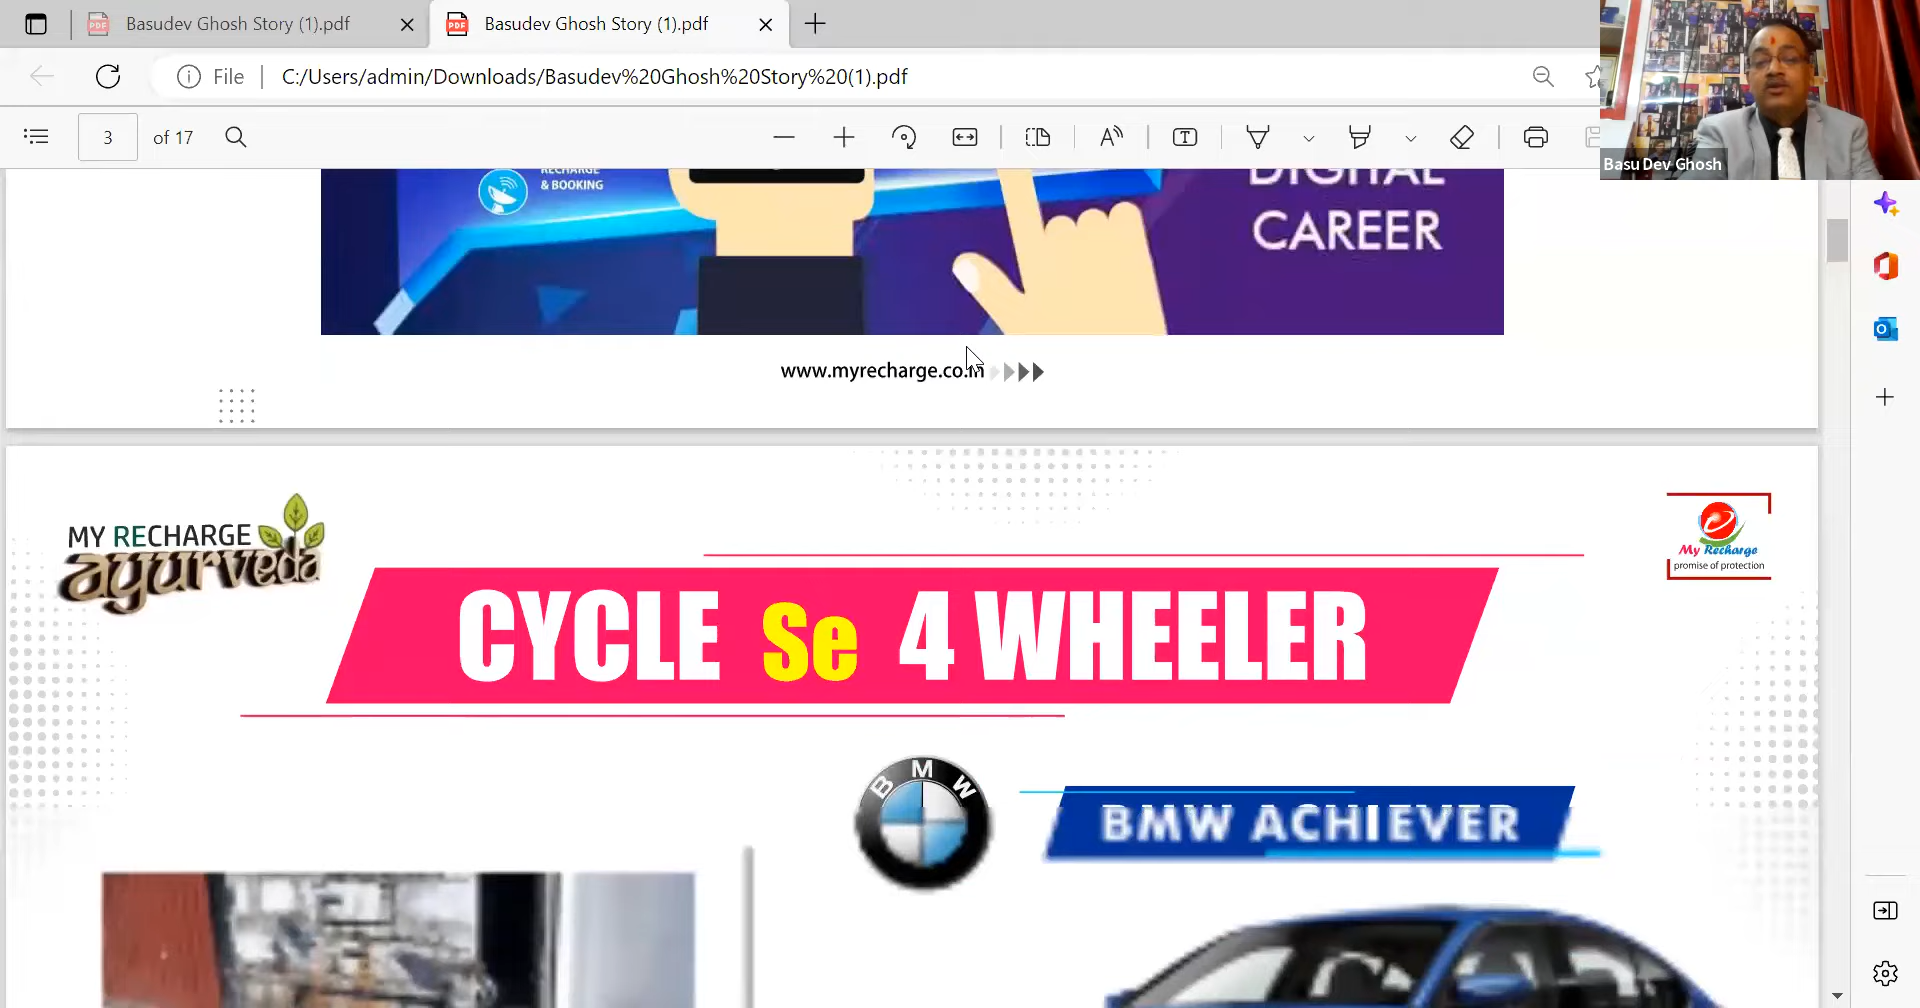 Basudev Ghosh Story (1).pdf
Basudev Ghosh Story (1).pdf
File
C:/Users/admin/Downloads/Basudev%20Ghosh%20Story%20(1).pdf
3 of 17
Basu Dev Ghosh
RECHARGE
& BOOKING
DIGITAL
CAREER
www.myrecharge.co.in
MY RECHARGE
ayurveda
My Recharge
promise of protection
CYCLE Se 4 WHEELER
BMW
BMW ACHIEVER